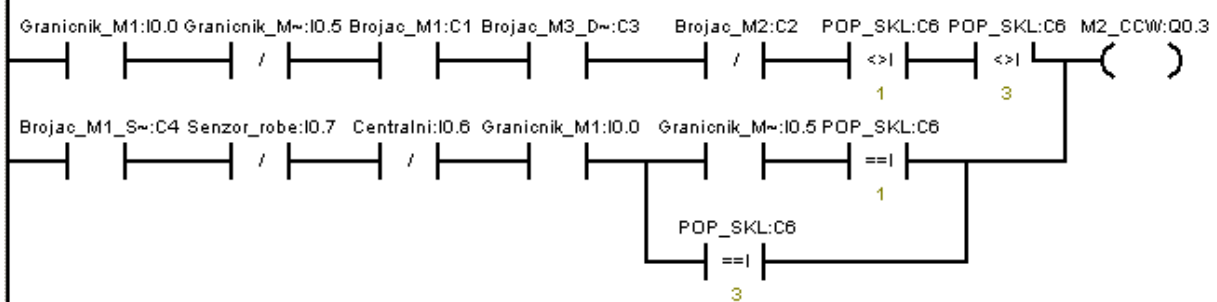 Granicnik_M1:I0.0 Granicnik_M~:I0.5 Brojac_M1:C1 Brojac_M3_D~:C3 Brojac_M2:C2 POP_SKL:C6 POP_SKL:C6 M2_CCW:Q0.3
/ / <>I <>I
1 3
Brojac_M1_S~:C4 Senzor_robe:I0.7 Centralni:I0.6 Granicnik_M1:I0.0 Granicnik_M~:I0.5 POP_SKL:C6
/ / ==I
1
POP_SKL:C6
==I
3